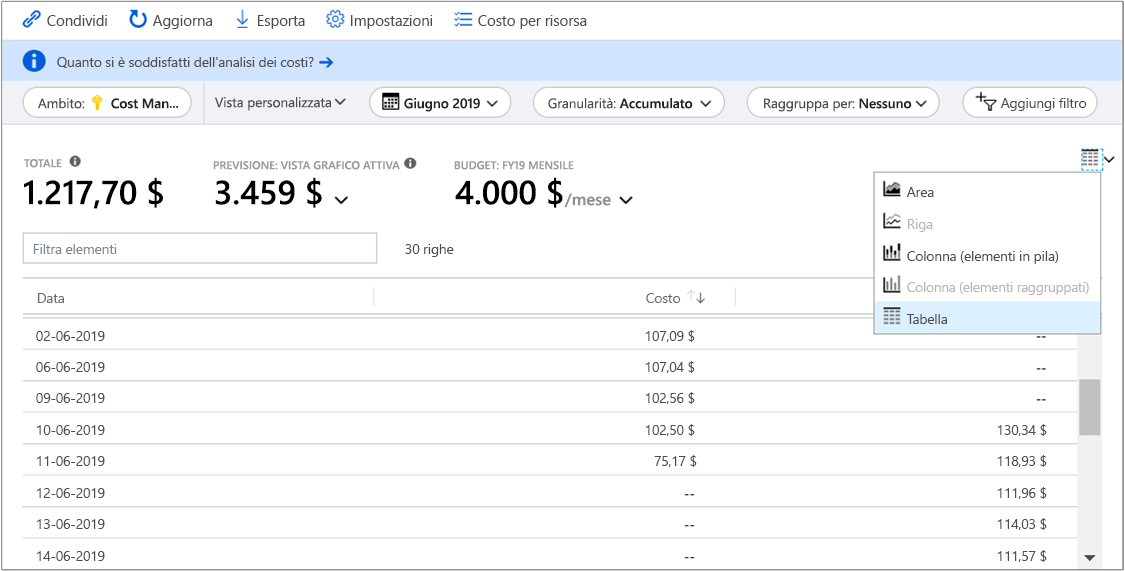 Condividi Aggiorna Esporta Impostazioni Costo per risorsa
Quanto si è soddisfatti dell'analisi dei costi? →
Ambito: Cost Man... Vista personalizzata Giugno 2019 Granularità: Accumulato Raggruppa per: Nessuno Aggiungi filtro
TOTALE PREVISIONE: VISTA GRAFICO ATTIVA BUDGET: FY19 MENSILE
1.217,70 $ 3.459 $ 4.000 $/mese
Area
Riga
Colonna (elementi in pila)
Colonna (elementi raggruppati)
Tabella
Filtra elementi 30 righe
Data Costo ↑↓
02-06-2019 107,09 $ --
06-06-2019 107,04 $ --
09-06-2019 102,56 $ --
10-06-2019 102,50 $ 130,34 $
11-06-2019 75,17 $ 118,93 $
12-06-2019 -- 111,96 $
13-06-2019 -- 114,03 $
14-06-2019 -- 111,57 $